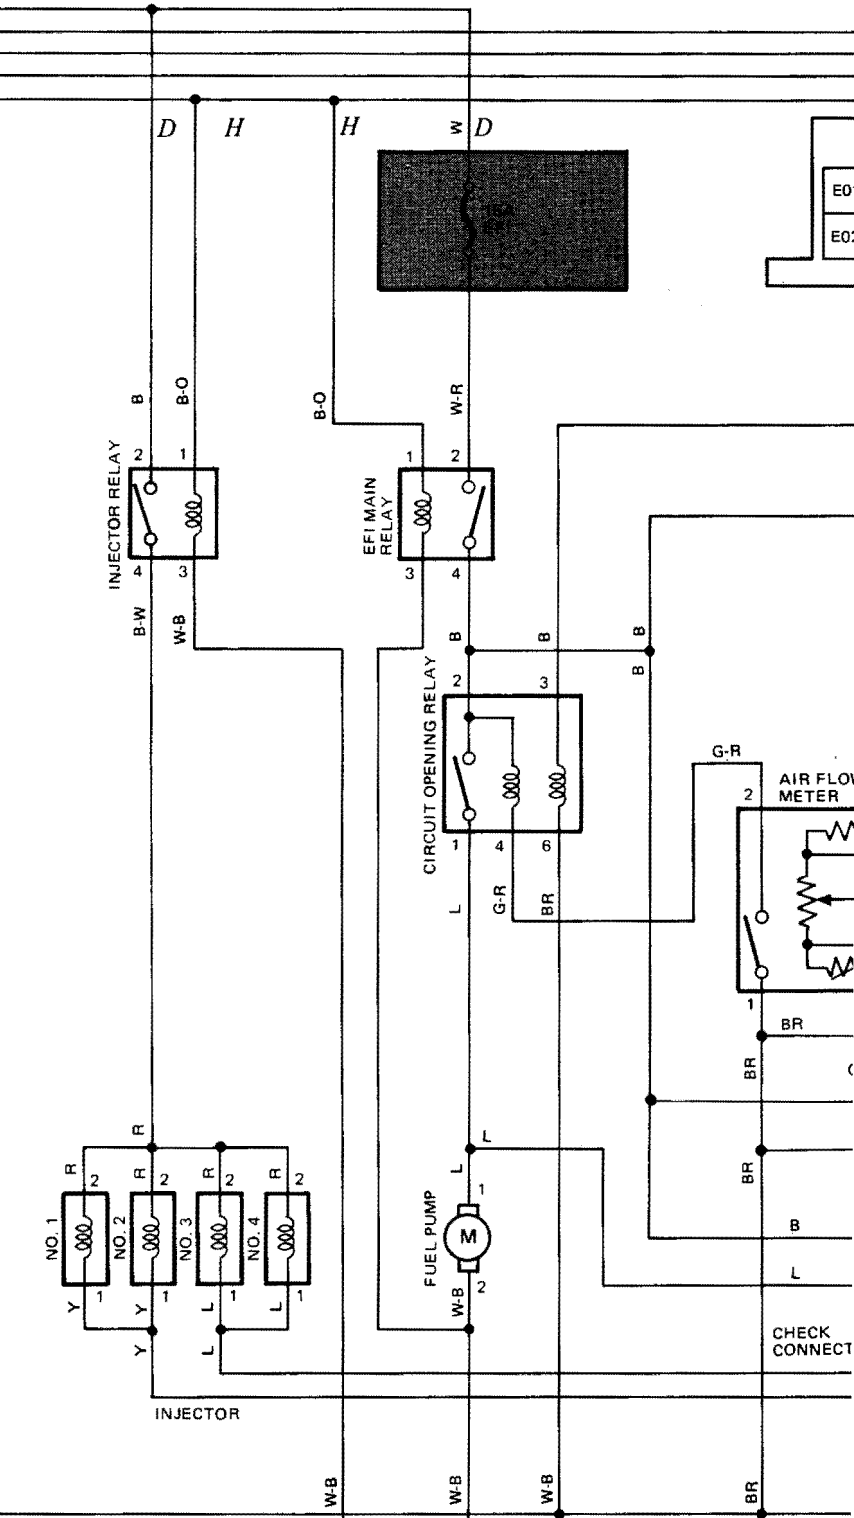 D
H
H
W
D
15A
EFI
E01
E02
B
B-O
B-O
W-R
INJECTOR RELAY
2
1
4
3
EFI MAIN
RELAY
1
2
3
4
B-W
W-B
B
B
B
B
CIRCUIT OPENING RELAY
2
3
1
4
6
G-R
AIR FLOW
METER
2
1
L
G-R
BR
BR
BR
R
L
L
BR
R
2
R
2
R
2
R
2
NO. 1
NO. 2
NO. 3
NO. 4
1
1
1
1
Y
Y
L
L
Y
L
FUEL PUMP
1
M
2
W-B
B
L
CHECK
CONNECT
INJECTOR
W-B
W-B
W-B
BR